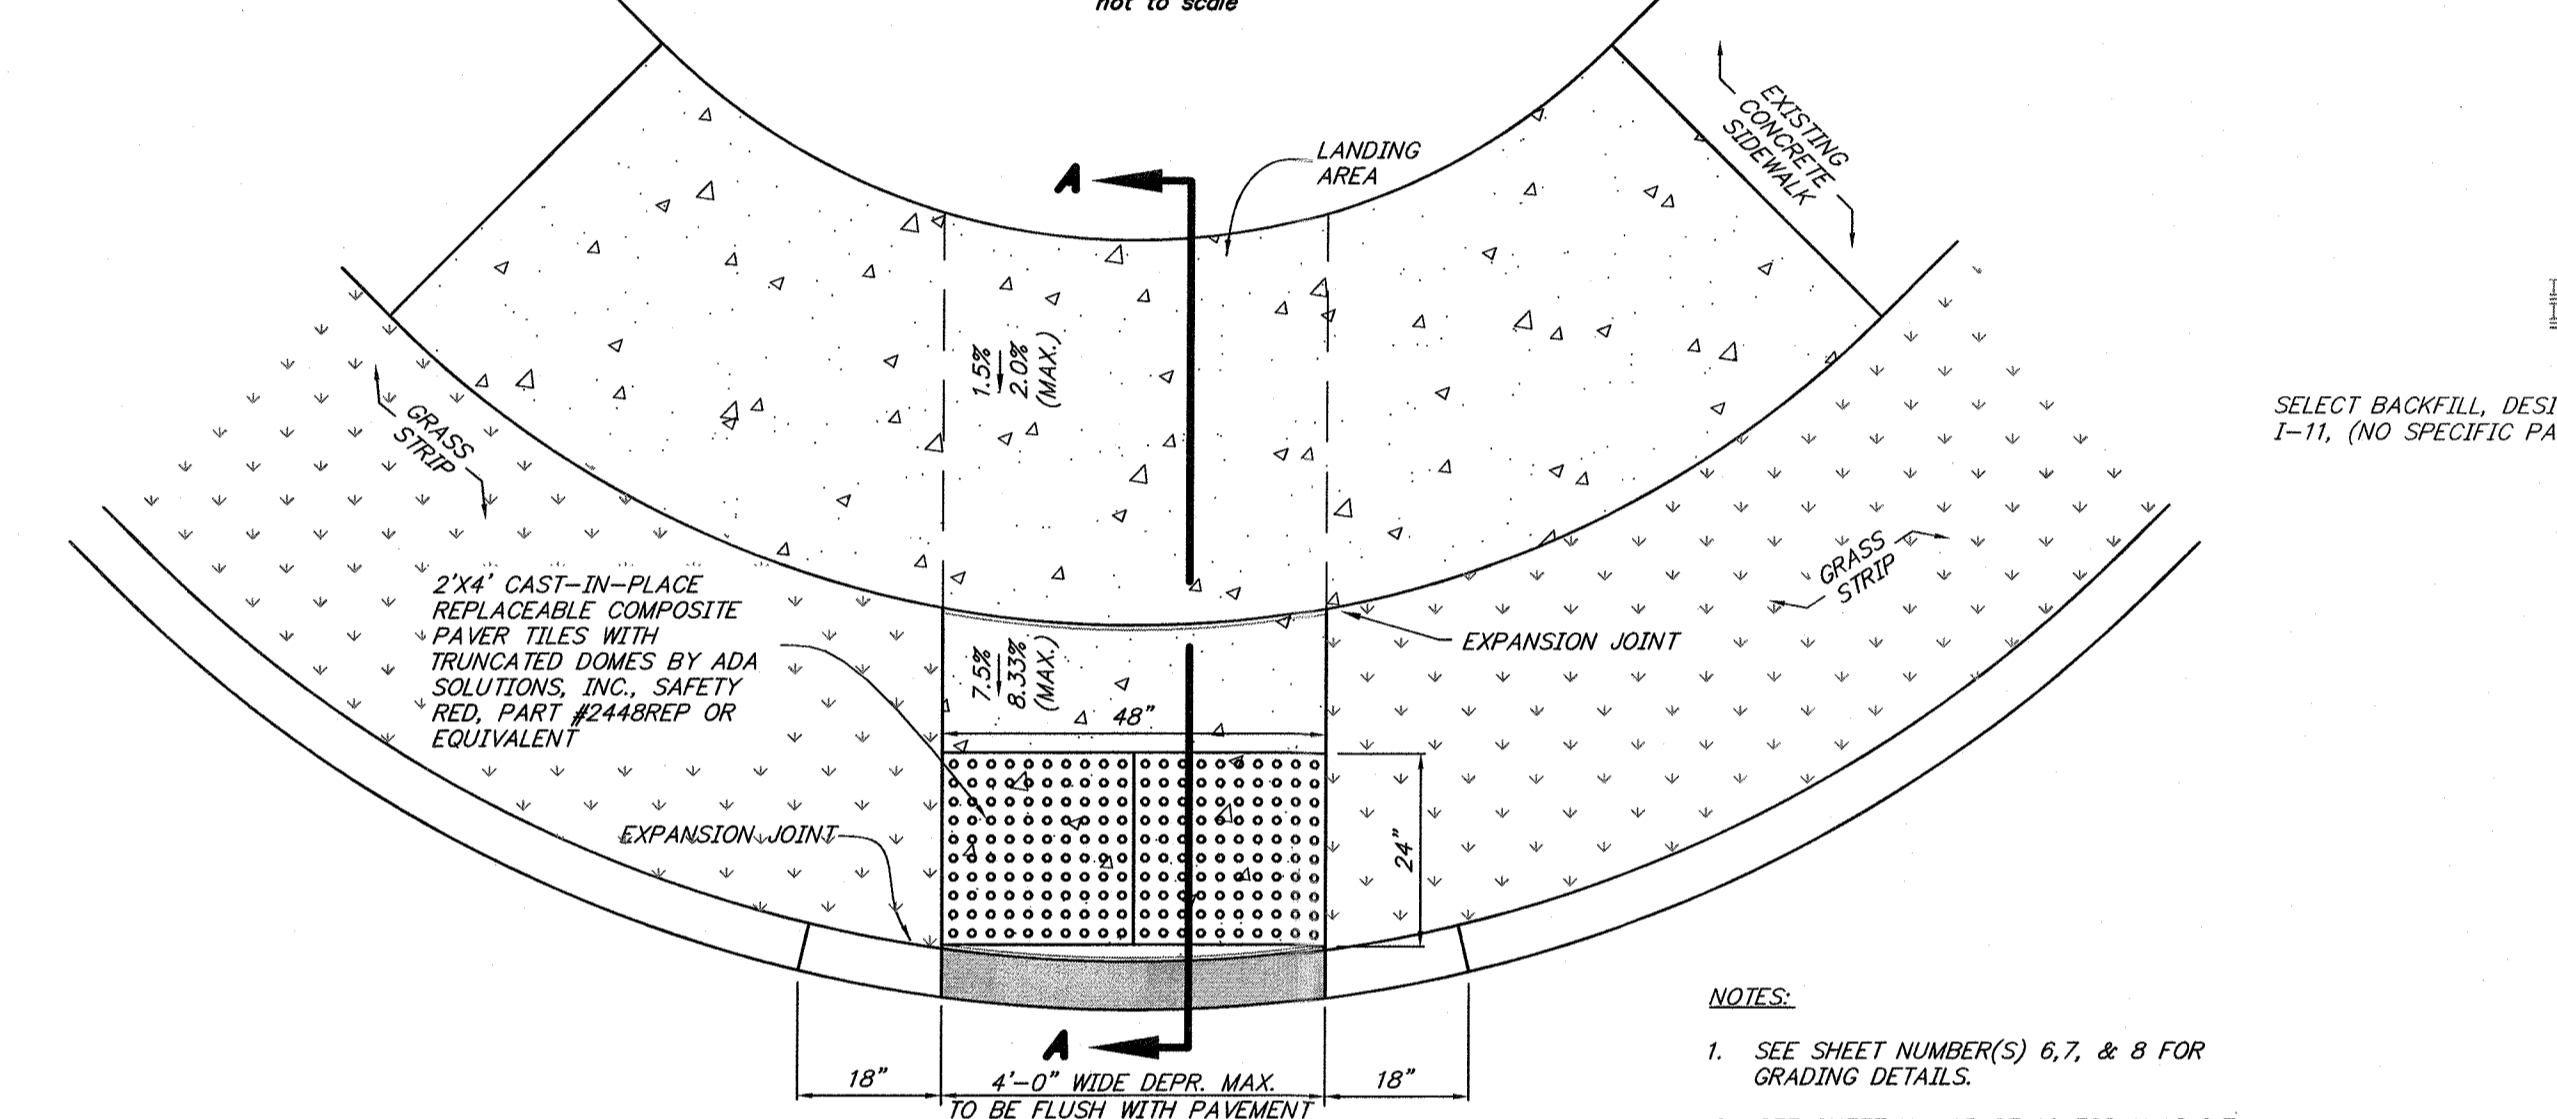 not to scale
EXISTING
CONCRETE
SIDEWALK
LANDING
AREA
A
1.5%
2.0%
(MAX.)
SELECT BACKFILL, DESI
I-11, (NO SPECIFIC PA
GRASS
STRIP
GRASS
STRIP
2'X4' CAST-IN-PLACE
REPLACEABLE COMPOSITE
PAVER TILES WITH
TRUNCATED DOMES BY ADA
SOLUTIONS, INC., SAFETY
RED, PART #2448REP OR
EQUIVALENT
7.5%
8.33%
(MAX.)
EXPANSION JOINT
48"
24"
EXPANSION JOINT
A
18"
4'-0" WIDE DEPR. MAX.
TO BE FLUSH WITH PAVEMENT
18"
NOTES:
1. SEE SHEET NUMBER(S) 6,7, & 8 FOR
GRADING DETAILS.